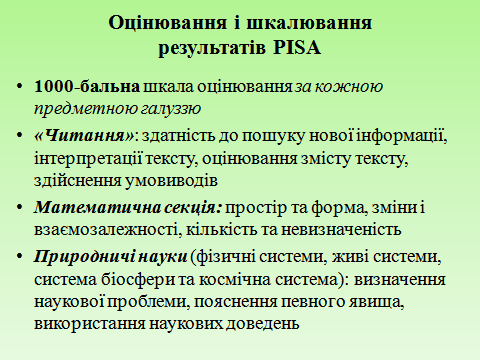 Оцінювання і шкалювання
результатів PISA
• 1000-бальна шкала оцінювання за кожною
предметною галуззю
• «Читання»: здатність до пошуку нової інформації,
інтерпретації тексту, оцінювання змісту тексту,
здійснення умовиводів
• Математична секція: простір та форма, зміни і
взаємозалежності, кількість та невизначеність
• Природничі науки (фізичні системи, живі системи,
система біосфери та космічна система): визначення
наукової проблеми, пояснення певного явища,
використання наукових доведень